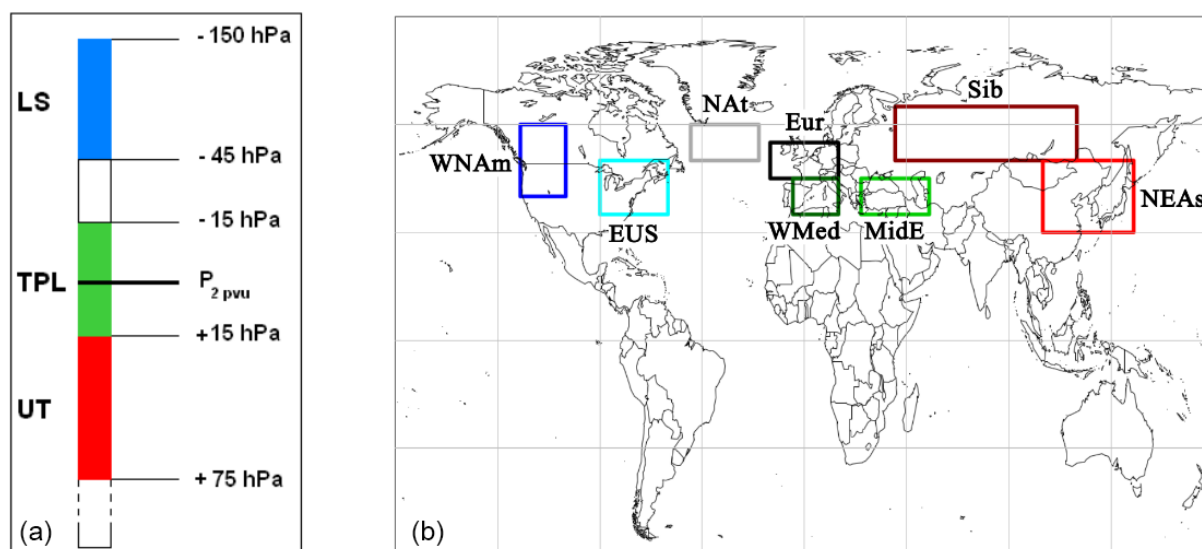 - 150 hPa
LS
- 45 hPa
- 15 hPa
TPL
P2 pvu
+15 hPa
UT
+ 75 hPa
(a)
Sib
NAt
Eur
WNAm
NEAs
EUS
WMed
MidE
(b)